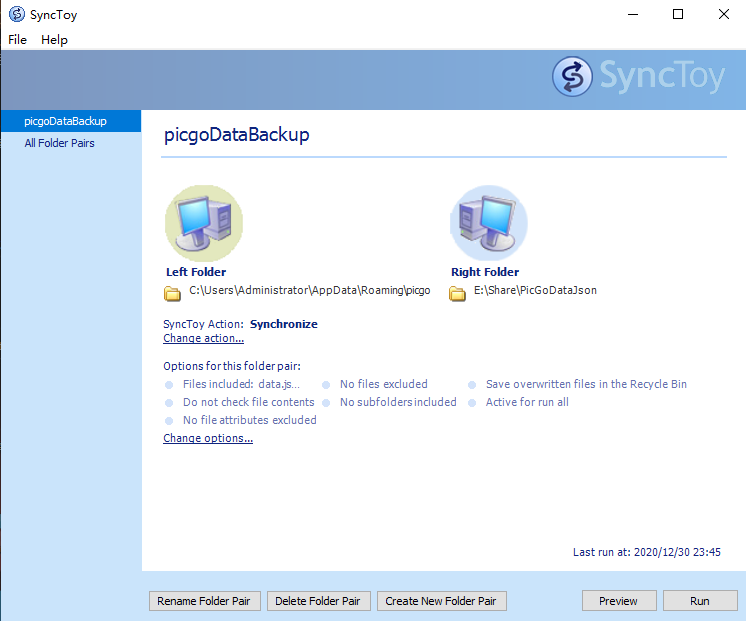 SyncToy
File Help
SyncToy
picgoDataBackup
All Folder Pairs
picgoDataBackup
Left Folder
C:\Users\Administrator\AppData\Roaming\picgo
Right Folder
E:\Share\PicGoDataJson
SyncToy Action: Synchronize
Change action...
Options for this folder pair:
Files included: data.js... No files excluded Save overwritten files in the Recycle Bin
Do not check file contents No subfolders included Active for run all
No file attributes excluded
Change options...
Last run at: 2020/12/30 23:45
Rename Folder Pair Delete Folder Pair Create New Folder Pair Preview Run